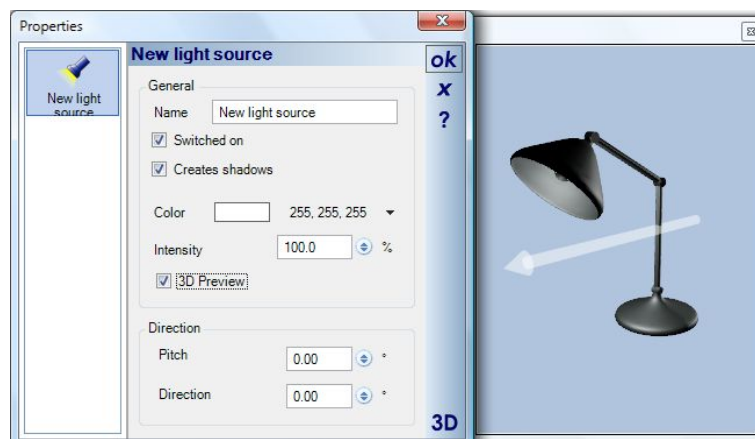 Properties
New light source
New light
source
General
Name New light source
Switched on
Creates shadows
Color 255, 255, 255
Intensity 100.0 %
3D Preview
Direction
Pitch 0.00 °
Direction 0.00 °
ok
x
?
3D